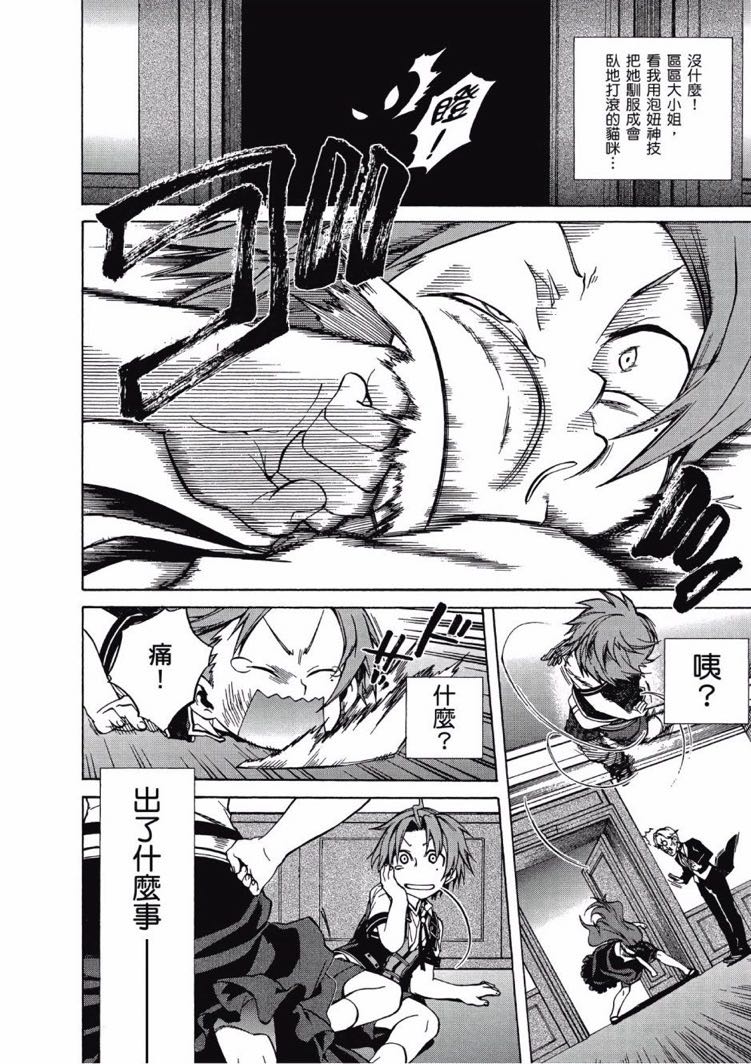 沒什麼！
區區大小姐，
看我用泡妞神技
把她馴服成會
臥地打滾的貓咪…
瞪！
咦？
什麼？
痛！
出了什麼事──